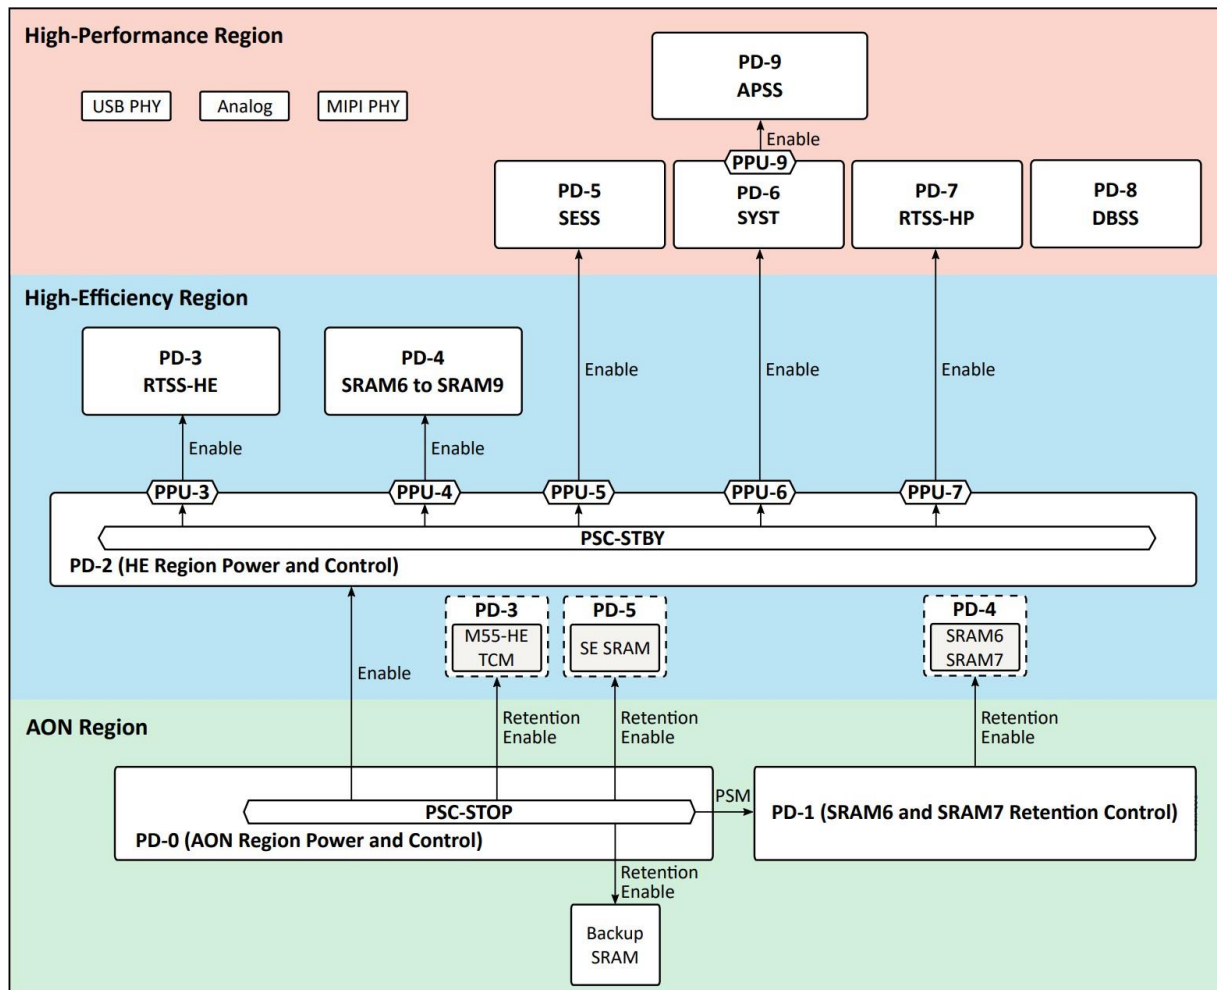 High-Performance Region
PD-9
APSS
USB PHY
Analog
MIPI PHY
Enable
PPU-9
PD-5
SESS
PD-6
SYST
PD-7
RTSS-HP
PD-8
DBSS
High-Efficiency Region
PD-3
RTSS-HE
PD-4
SRAM6 to SRAM9
Enable
Enable
Enable
Enable
Enable
PPU-3
PPU-4
PPU-5
PPU-6
PPU-7
PSC-STBY
PD-2 (HE Region Power and Control)
PD-3
M55-HE
TCM
PD-5
SE SRAM
PD-4
SRAM6
SRAM7
Enable
AON Region
Retention
Enable
Retention
Enable
Retention
Enable
PSC-STOP
PD-0 (AON Region Power and Control)
PSM
PD-1 (SRAM6 and SRAM7 Retention Control)
Retention
Enable
Backup
SRAM